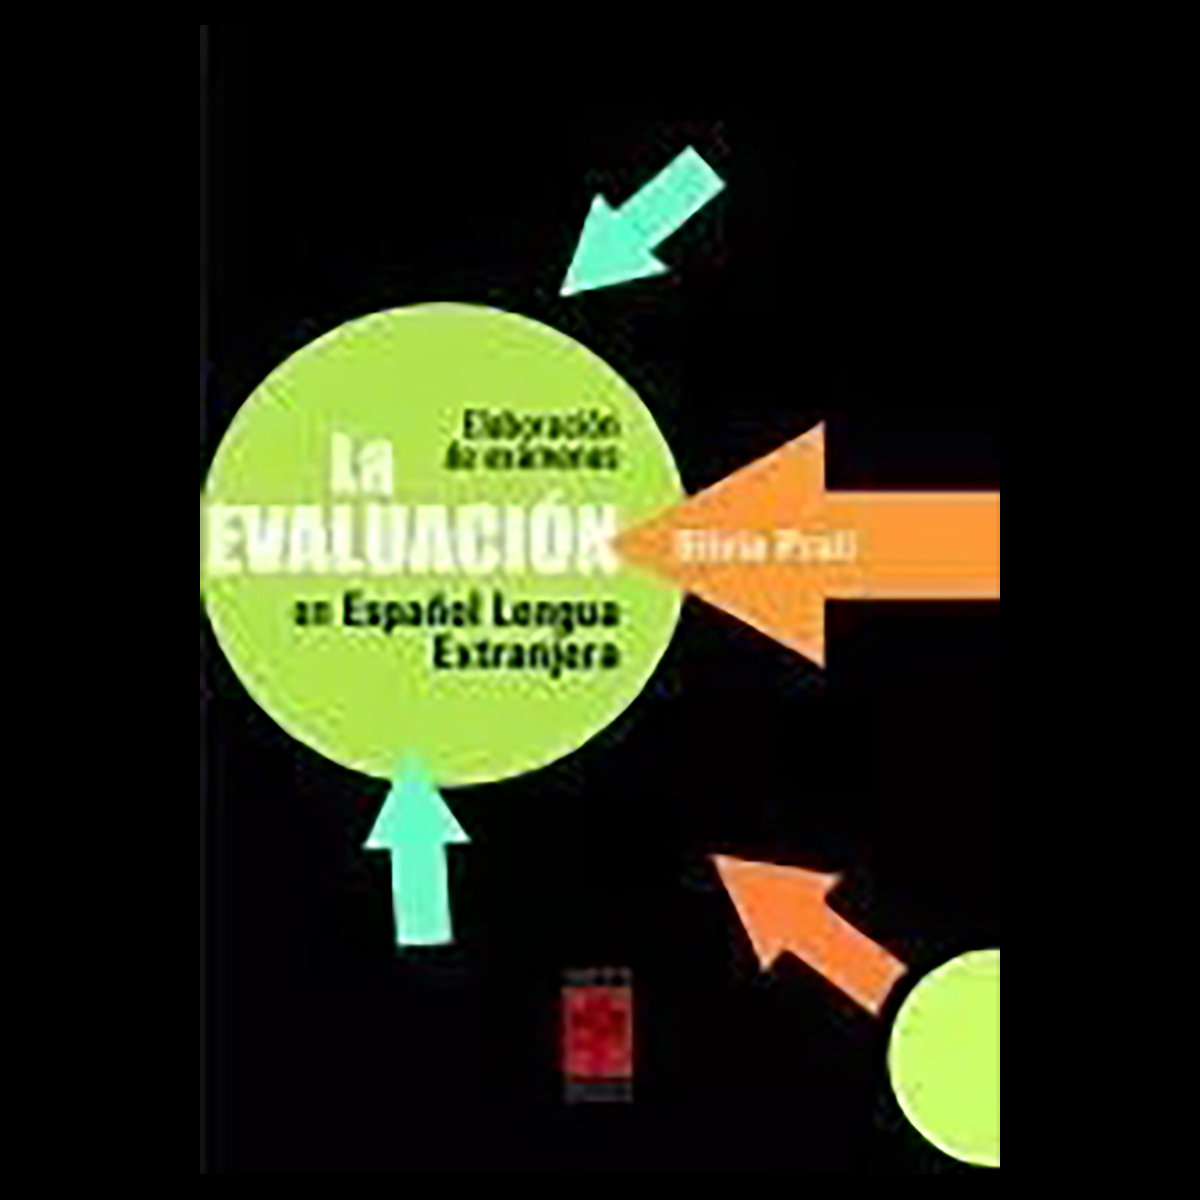 Elaboración
de exámenes
La
EVALUACIÓN
en Español Lengua
Extranjera
Silvia Prati